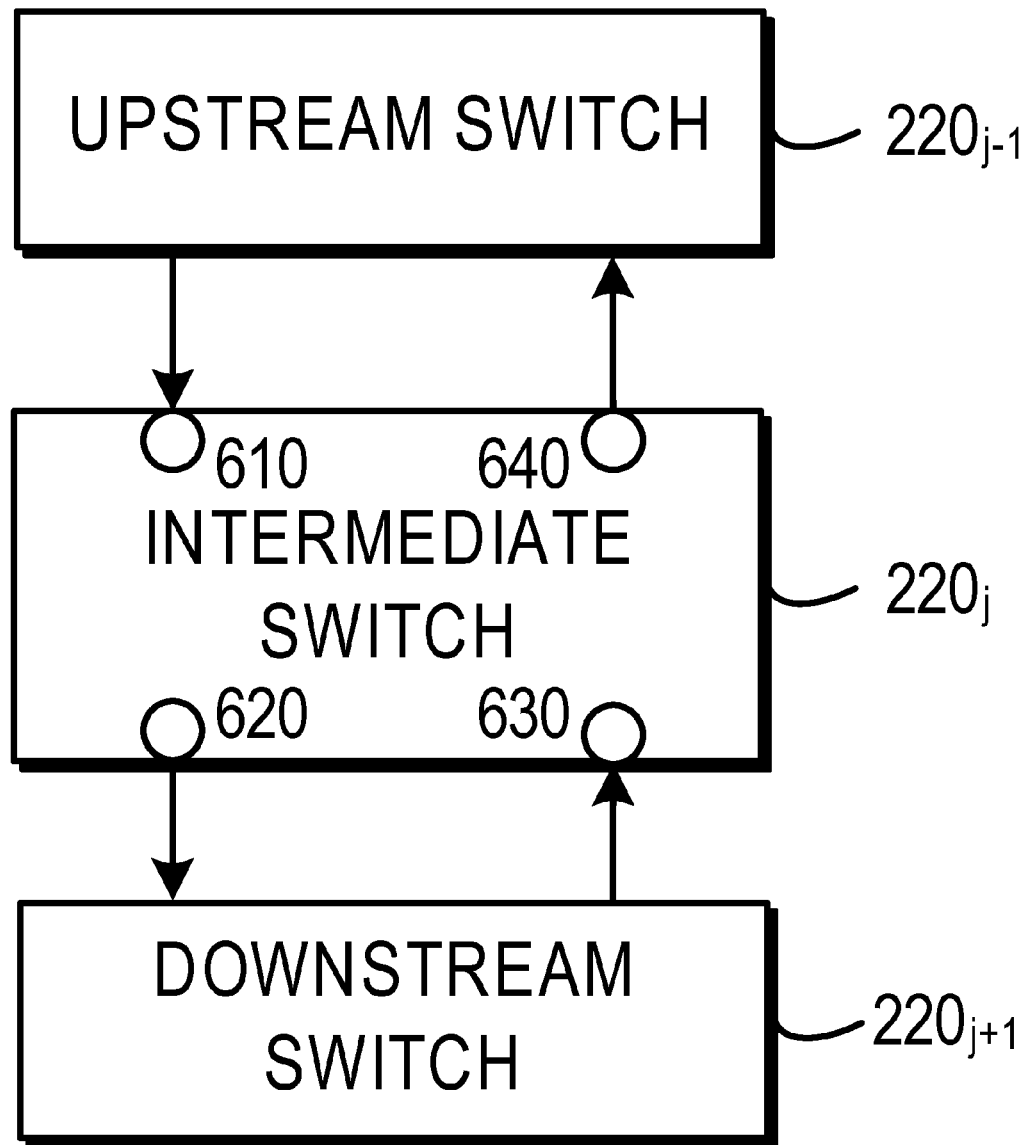 UPSTREAM SWITCH
220j-1
610
640
INTERMEDIATE
SWITCH
220j
620
630
DOWNSTREAM
SWITCH
220j+1